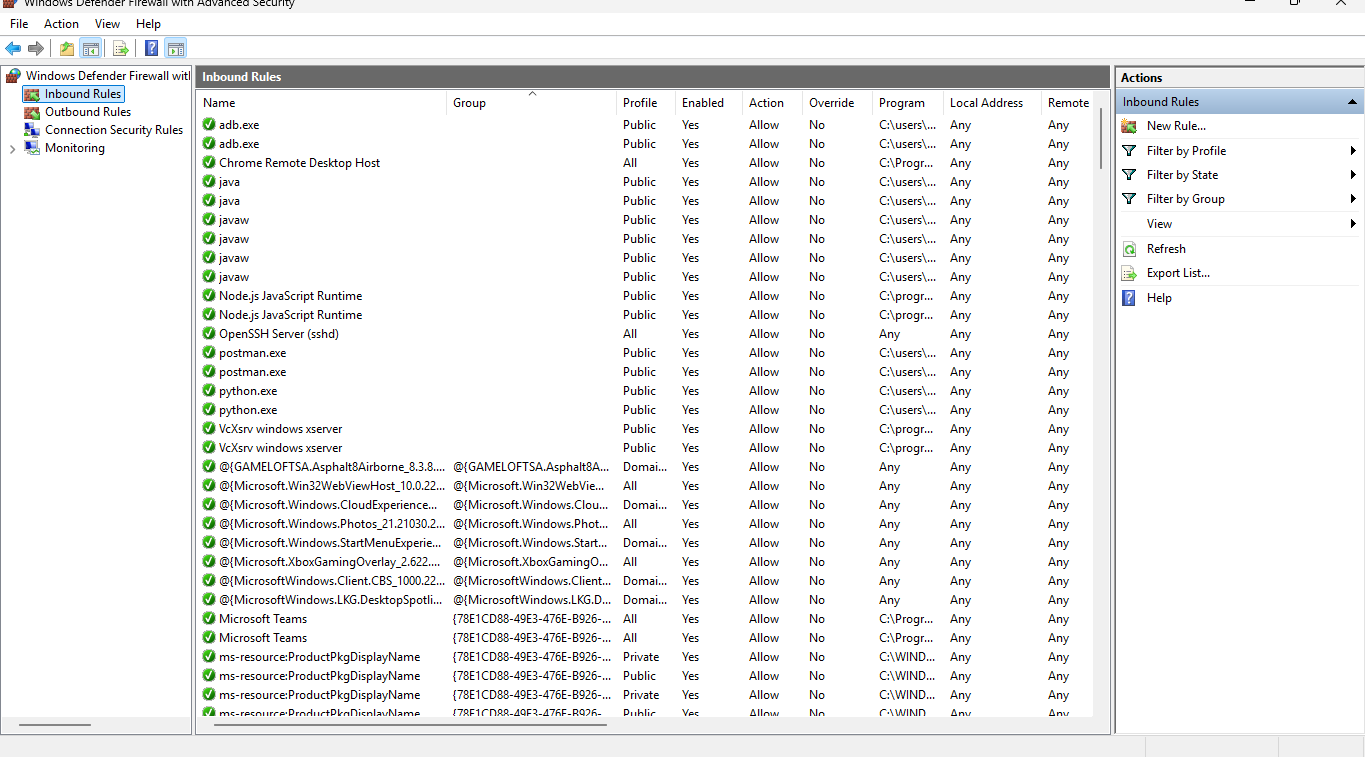 Windows Defender Firewall with Advanced Security
File Action View Help
Windows Defender Firewall wit
Inbound Rules
Outbound Rules
Connection Security Rules
Monitoring
Inbound Rules
Name Group Profile Enabled Action Override Program Local Address Remote
adb.exe Public Yes Allow No C:\users\... Any Any
adb.exe Public Yes Allow No C:\users\... Any Any
Chrome Remote Desktop Host All Yes Allow No C:\Progr... Any Any
java Public Yes Allow No C:\users\... Any Any
java Public Yes Allow No C:\users\... Any Any
javaw Public Yes Allow No C:\users\... Any Any
javaw Public Yes Allow No C:\users\... Any Any
javaw Public Yes Allow No C:\users\... Any Any
javaw Public Yes Allow No C:\users\... Any Any
Node.js JavaScript Runtime Public Yes Allow No C:\progr... Any Any
Node.js JavaScript Runtime Public Yes Allow No C:\progr... Any Any
OpenSSH Server (sshd) All Yes Allow No Any Any Any
postman.exe Public Yes Allow No C:\users\... Any Any
postman.exe Public Yes Allow No C:\users\... Any Any
python.exe Public Yes Allow No C:\users\... Any Any
python.exe Public Yes Allow No C:\users\... Any Any
VcXsrv windows xserver Public Yes Allow No C:\progr... Any Any
VcXsrv windows xserver Public Yes Allow No C:\progr... Any Any
@{GAMELOFTSA.Asphalt8Airborne_8.3.8.... @{GAMELOFTSA.Asphalt8A... Domai... Yes Allow No Any Any Any
@{Microsoft.Win32WebViewHost_10.0.22... @{Microsoft.Win32WebVie... All Yes Allow No Any Any Any
@{Microsoft.Windows.CloudExperience... @{Microsoft.Windows.Clou... Domai... Yes Allow No Any Any Any
@{Microsoft.Windows.Photos_21.21030.2... @{Microsoft.Windows.Phot... All Yes Allow No Any Any Any
@{Microsoft.Windows.StartMenuExperie... @{Microsoft.Windows.Start... Domai... Yes Allow No Any Any Any
@{Microsoft.XboxGamingOverlay_2.622.... @{Microsoft.XboxGamingO... All Yes Allow No Any Any Any
@{MicrosoftWindows.Client.CBS_1000.22... @{MicrosoftWindows.Client... Domai... Yes Allow No Any Any Any
@{MicrosoftWindows.LKG.DesktopSpotli... @{MicrosoftWindows.LKG.D... Domai... Yes Allow No Any Any Any
Microsoft Teams {78E1CD88-49E3-476E-B926-... All Yes Allow No C:\Progr... Any Any
Microsoft Teams {78E1CD88-49E3-476E-B926-... All Yes Allow No C:\Progr... Any Any
ms-resource:ProductPkgDisplayName {78E1CD88-49E3-476E-B926-... Private Yes Allow No C:\WIND... Any Any
ms-resource:ProductPkgDisplayName {78E1CD88-49E3-476E-B926-... Public Yes Allow No C:\WIND... Any Any
ms-resource:ProductPkgDisplayName {78E1CD88-49E3-476E-B926-... Private Yes Allow No C:\WIND... Any Any
ms-resource:ProductPkgDisplayName {78E1CD88-49E3-476E-B926-... Public Yes Allow No C:\WIND... Any Any
Actions
Inbound Rules
New Rule...
Filter by Profile
Filter by State
Filter by Group
View
Refresh
Export List...
Help